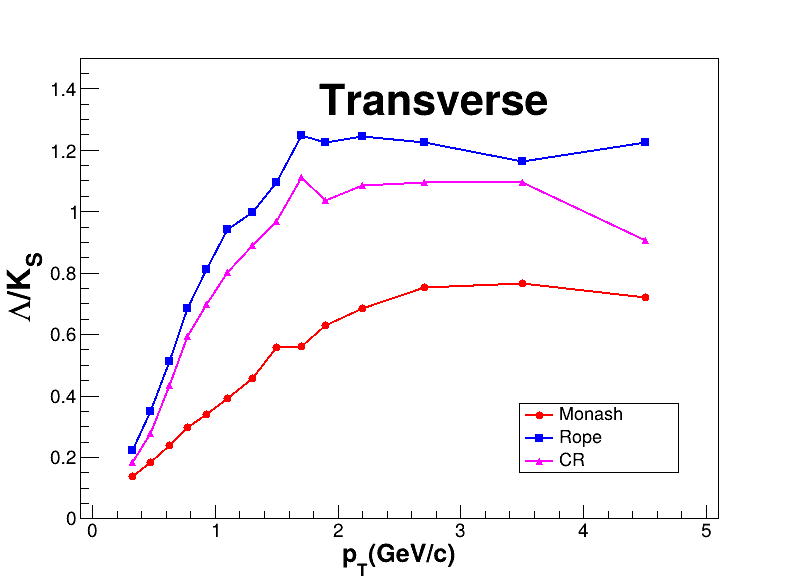 Transverse
1.4
1.2
1
0.8
0.6
0.4
0.2
0
Λ/K_S
0 1 2 3 4 5
p_T(GeV/c)
Monash
Rope
CR